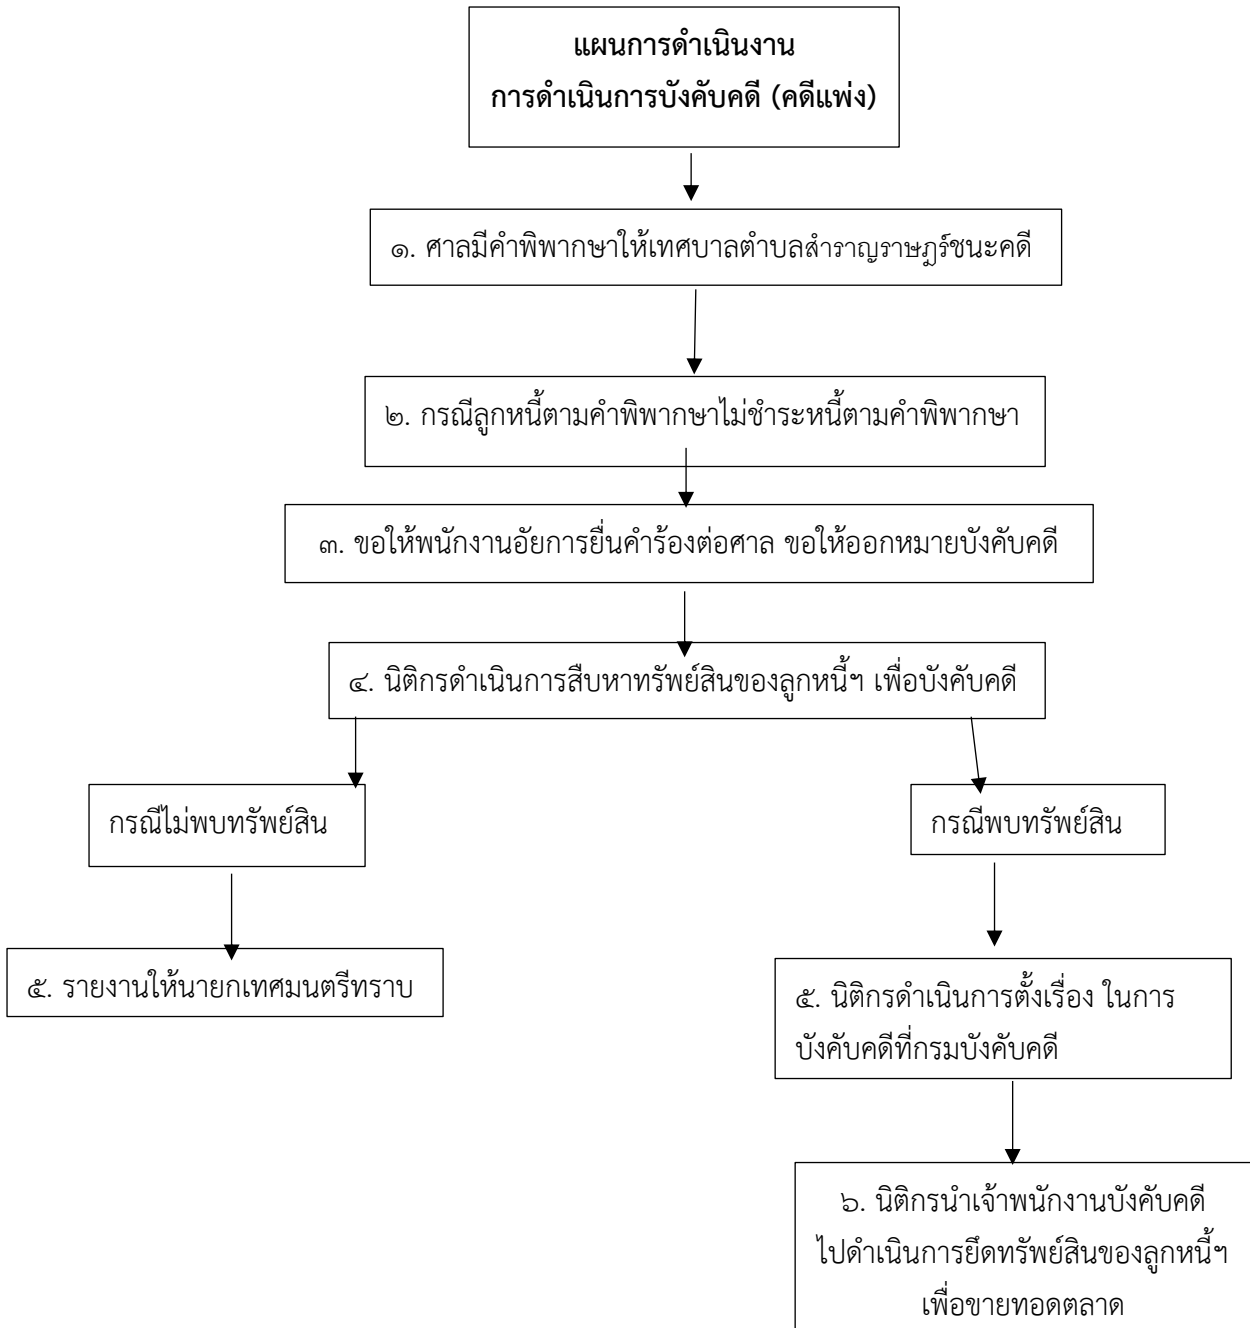 แผนการดำเนินงาน
การดำเนินการบังคับคดี (คดีแพ่ง)
๑. ศาลมีคำพิพากษาให้เทศบาลตำบลสำราญราษฎร์ชนะคดี
๒. กรณีลูกหนี้ตามคำพิพากษาไม่ชำระหนี้ตามคำพิพากษา
๓. ขอให้พนักงานอัยการยื่นคำร้องต่อศาล ขอให้ออกหมายบังคับคดี
๔. นิติกรดำเนินการสืบหาทรัพย์สินของลูกหนี้ฯ เพื่อบังคับคดี
กรณีไม่พบทรัพย์สิน
๕. รายงานให้นายกเทศมนตรีทราบ
กรณีพบทรัพย์สิน
๕. นิติกรดำเนินการตั้งเรื่อง ในการ
บังคับคดีที่กรมบังคับคดี
๖. นิติกรนำเจ้าพนักงานบังคับคดี
ไปดำเนินการยึดทรัพย์สินของลูกหนี้ฯ
เพื่อขายทอดตลาด